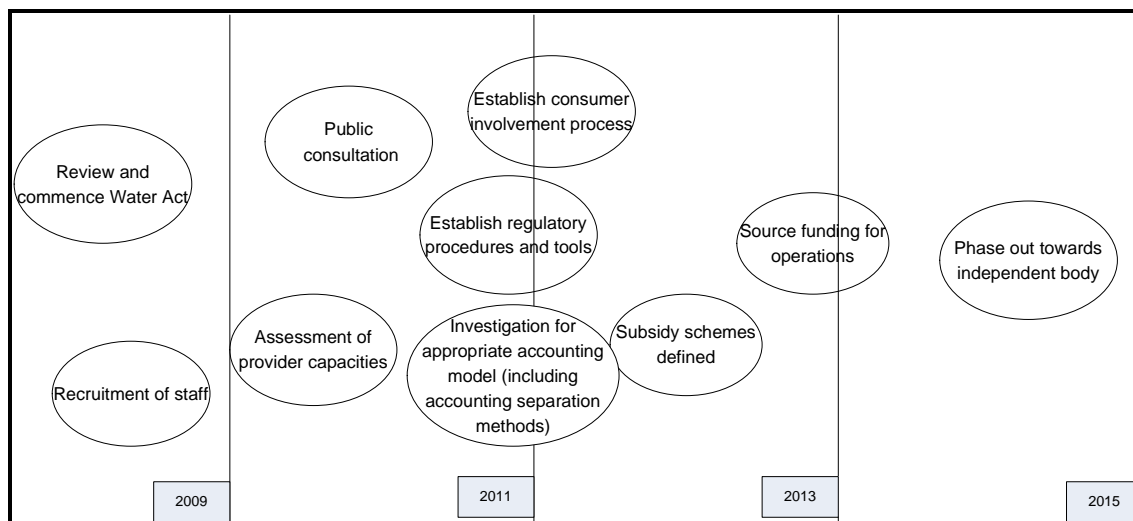 Review and
commence Water Act
Recruitment of staff
Public
consultation
Assessment of
provider capacities
Establish consumer
involvement process
Establish regulatory
procedures and tools
Investigation for
appropriate accounting
model (including
accounting separation
methods)
Subsidy schemes
defined
Source funding for
operations
Phase out towards
independent body
2009
2011
2013
2015